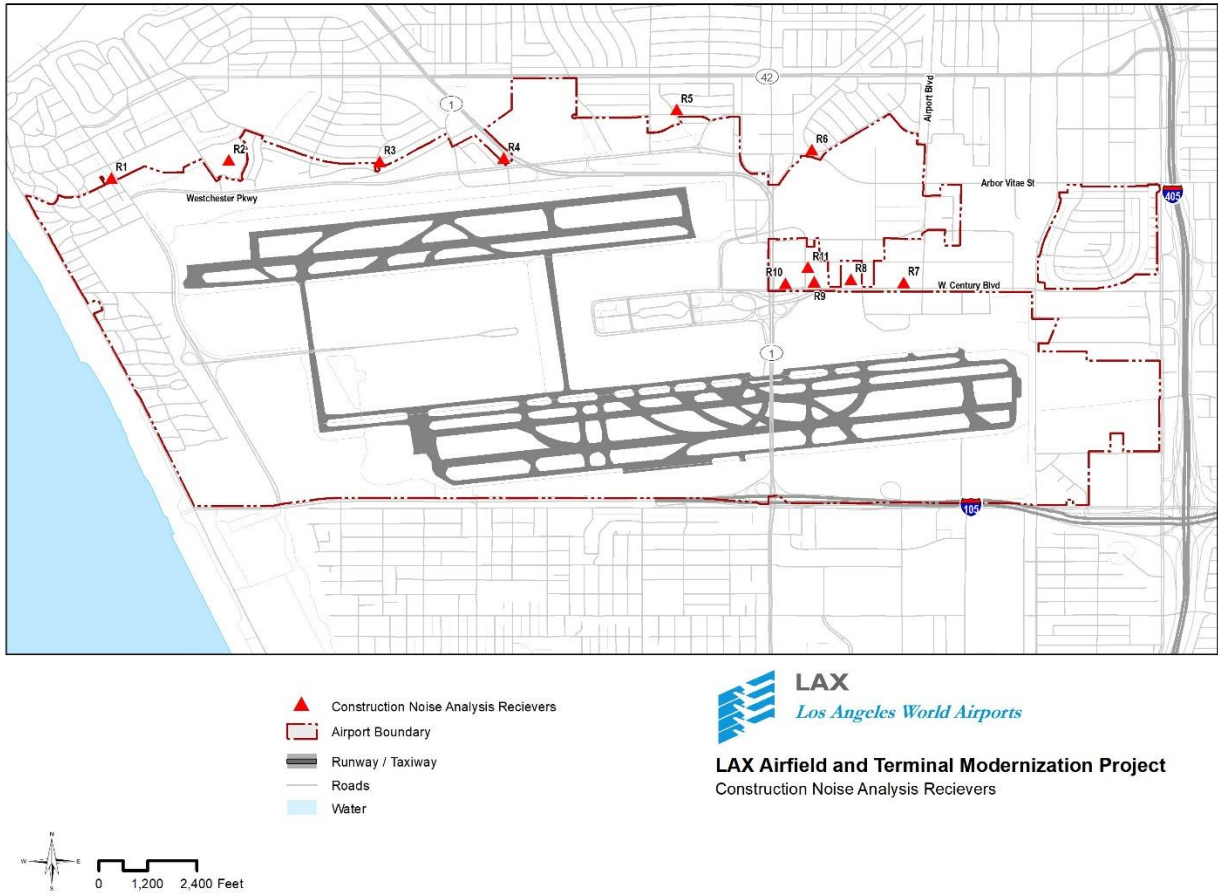 42
1
R5
Airport Blvd
R2
R3
R4
R6
R1
Westchester Pkwy
Arbor Vitae St
405
R11
R10
R8
R7
R9
W. Century Blvd
1
105
Construction Noise Analysis Recievers
Airport Boundary
Runway / Taxiway
Roads
Water
LAX
Los Angeles World Airports
LAX Airfield and Terminal Modernization Project
Construction Noise Analysis Recievers
N
W E
S
0 1,200 2,400 Feet